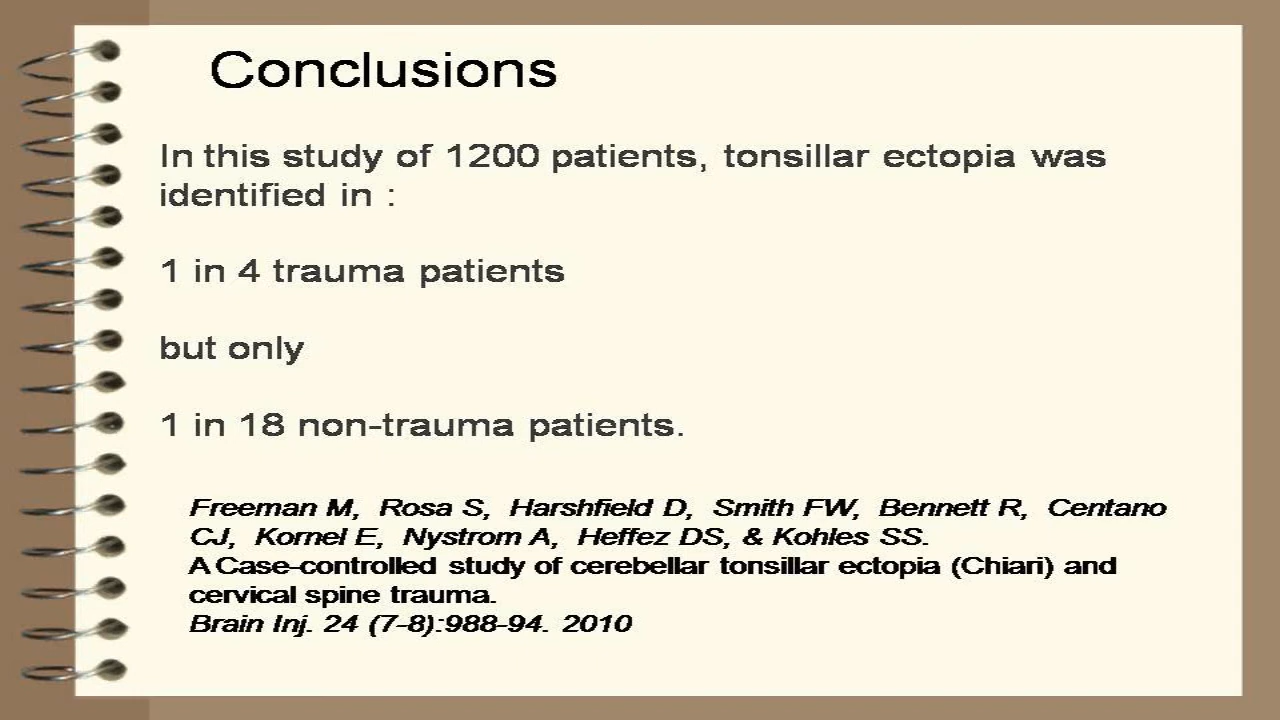 Conclusions
In this study of 1200 patients, tonsillar ectopia was
identified in :
1 in 4 trauma patients
but only
1 in 18 non-trauma patients.
Freeman M, Rosa S, Harshfield D, Smith FW, Bennett R, Centano
CJ, Kornel E, Nystrom A, Heffez DS, & Kohles SS.
A Case-controlled study of cerebellar tonsillar ectopia (Chiari) and
cervical spine trauma.
Brain Inj. 24 (7-8):988-94. 2010